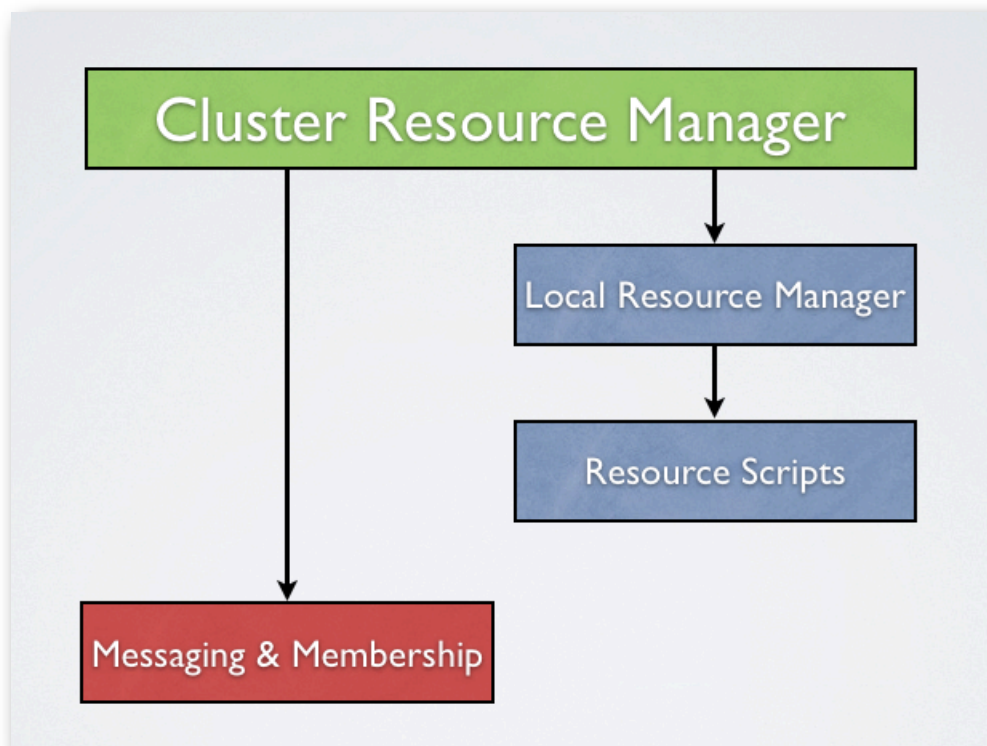 Cluster Resource Manager
Local Resource Manager
Resource Scripts
Messaging & Membership